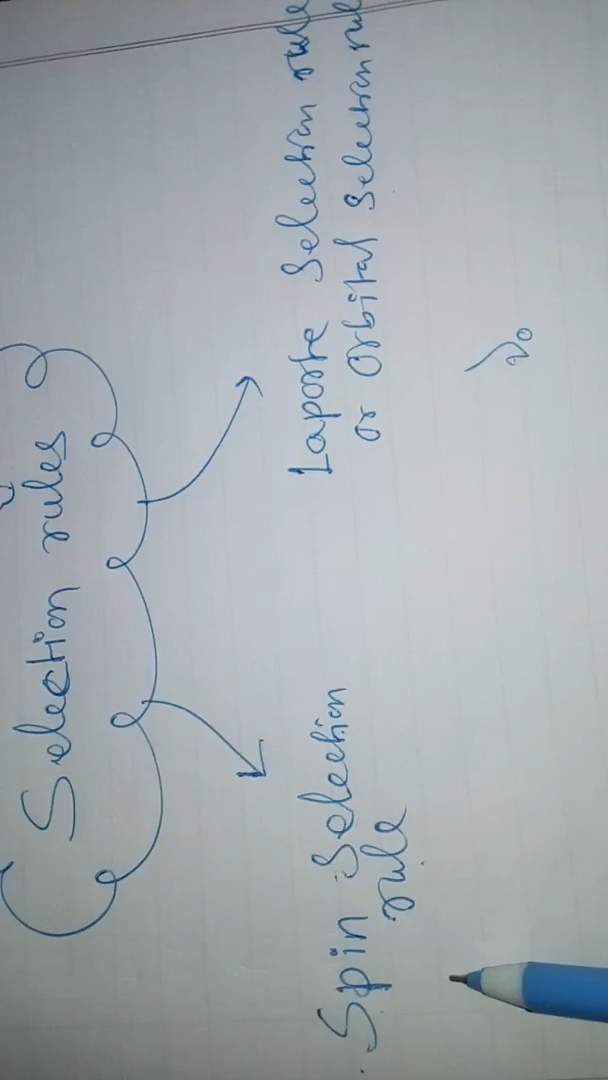 Selection rules
Spin Selection
rule
Laporte Selection rule
or Orbital Selection rule